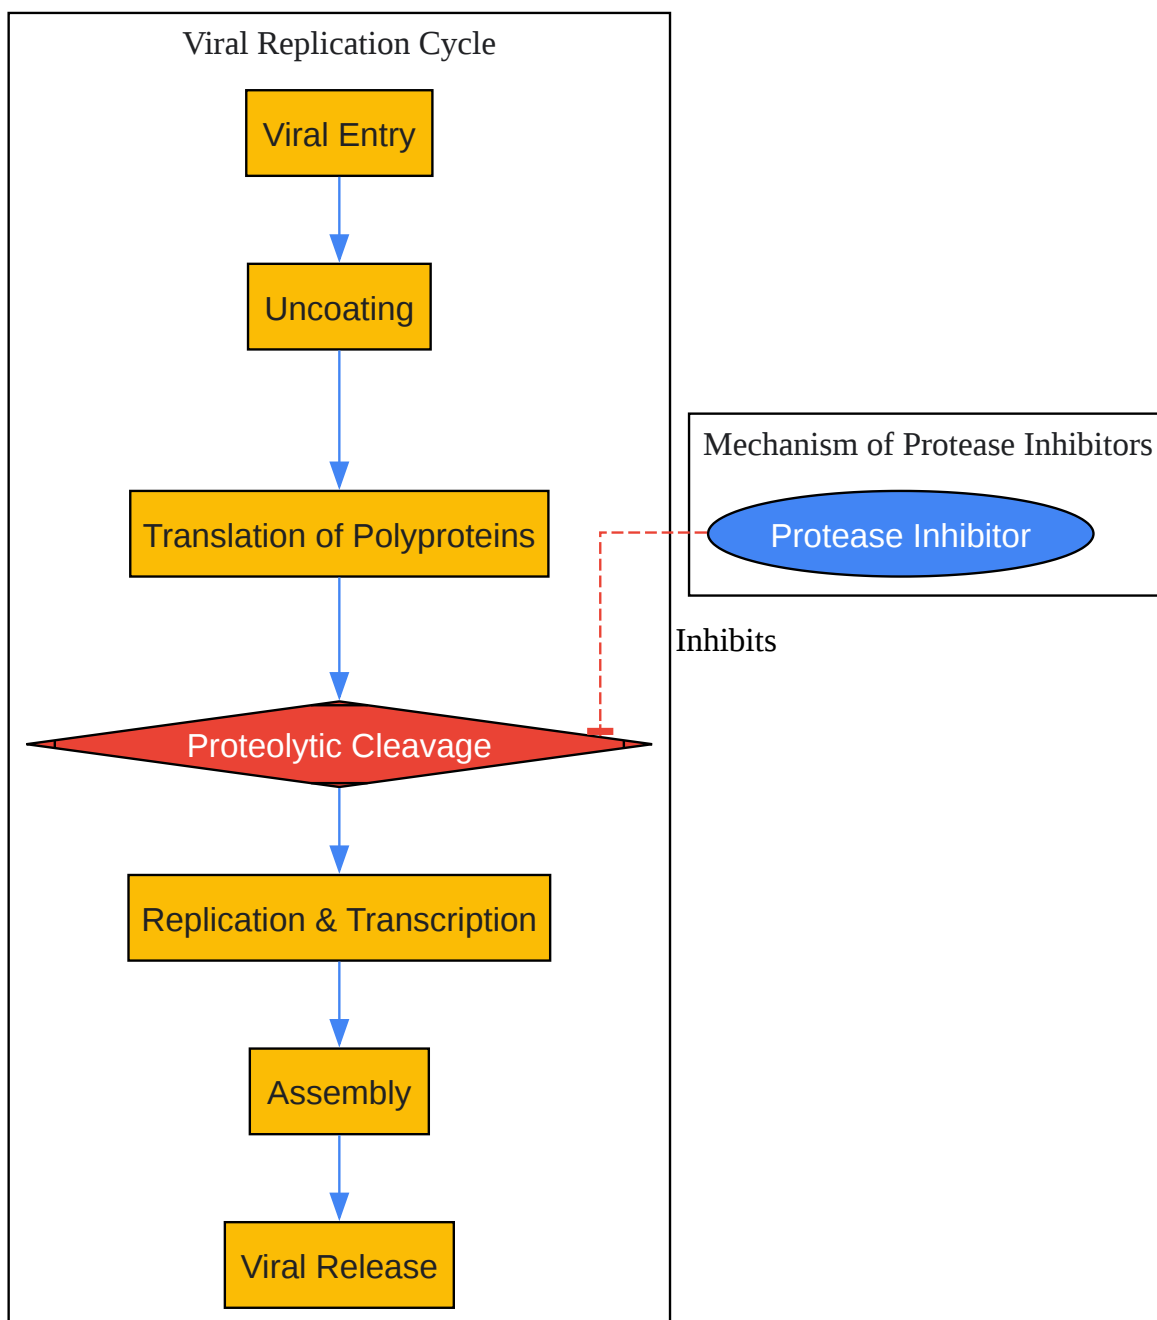 Viral Replication Cycle
Viral Entry
Uncoating
Mechanism of Protease Inhibitors
Translation of Polyproteins
Protease Inhibitor
Inhibits
Proteolytic Cleavage
Replication & Transcription
Assembly
Viral Release